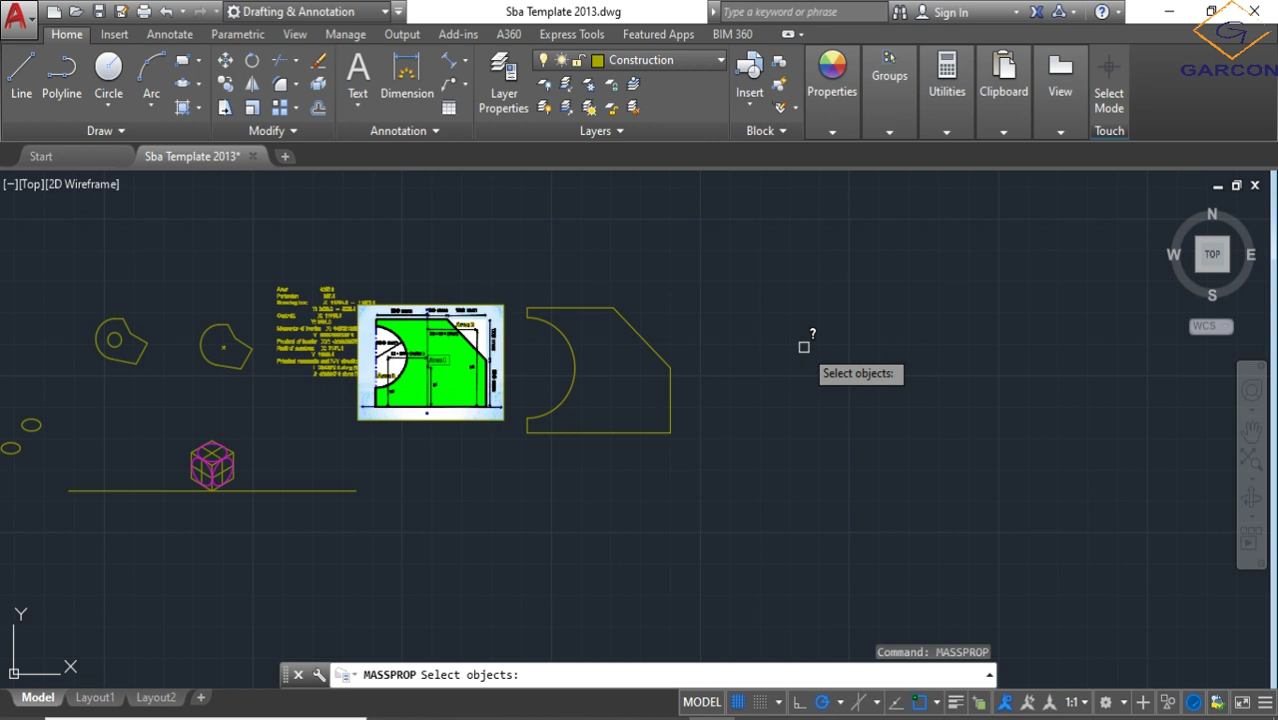 Drafting & Annotation
Sba Template 2013.dwg
Type a keyword or phrase
Sign In
GARCON
Home
Insert
Annotate
Parametric
View
Manage
Output
Add-ins
A360
Express Tools
Featured Apps
BIM 360
Line
Polyline
Circle
Arc
Text
Dimension
Layer
Properties
Construction
Insert
Properties
Groups
Utilities
Clipboard
View
Select
Mode
Draw
Modify
Annotation
Layers
Block
Touch
Start
Sba Template 2013*
[−][Top][2D Wireframe]
N
W
TOP
E
S
WCS
?
Select objects:
Y
X
Command: MASSPROP
MASSPROP Select objects:
Model
Layout1
Layout2
MODEL
1:1